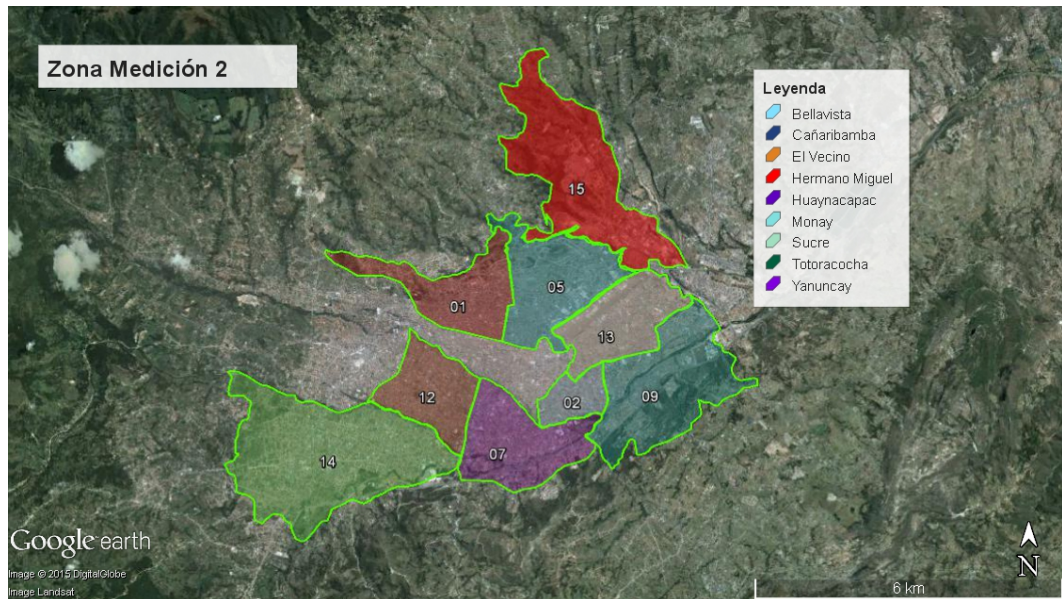 Zona Medición 2
Leyenda
Bellavista
Cañaribamba
El Vecino
Hermano Miguel
Huaynacapac
Monay
Sucre
Totoracocha
Yanuncay
15
01
05
13
12
02
09
14
07
Google earth
Image © 2015 DigitalGlobe
Image Landsat
N
6 km